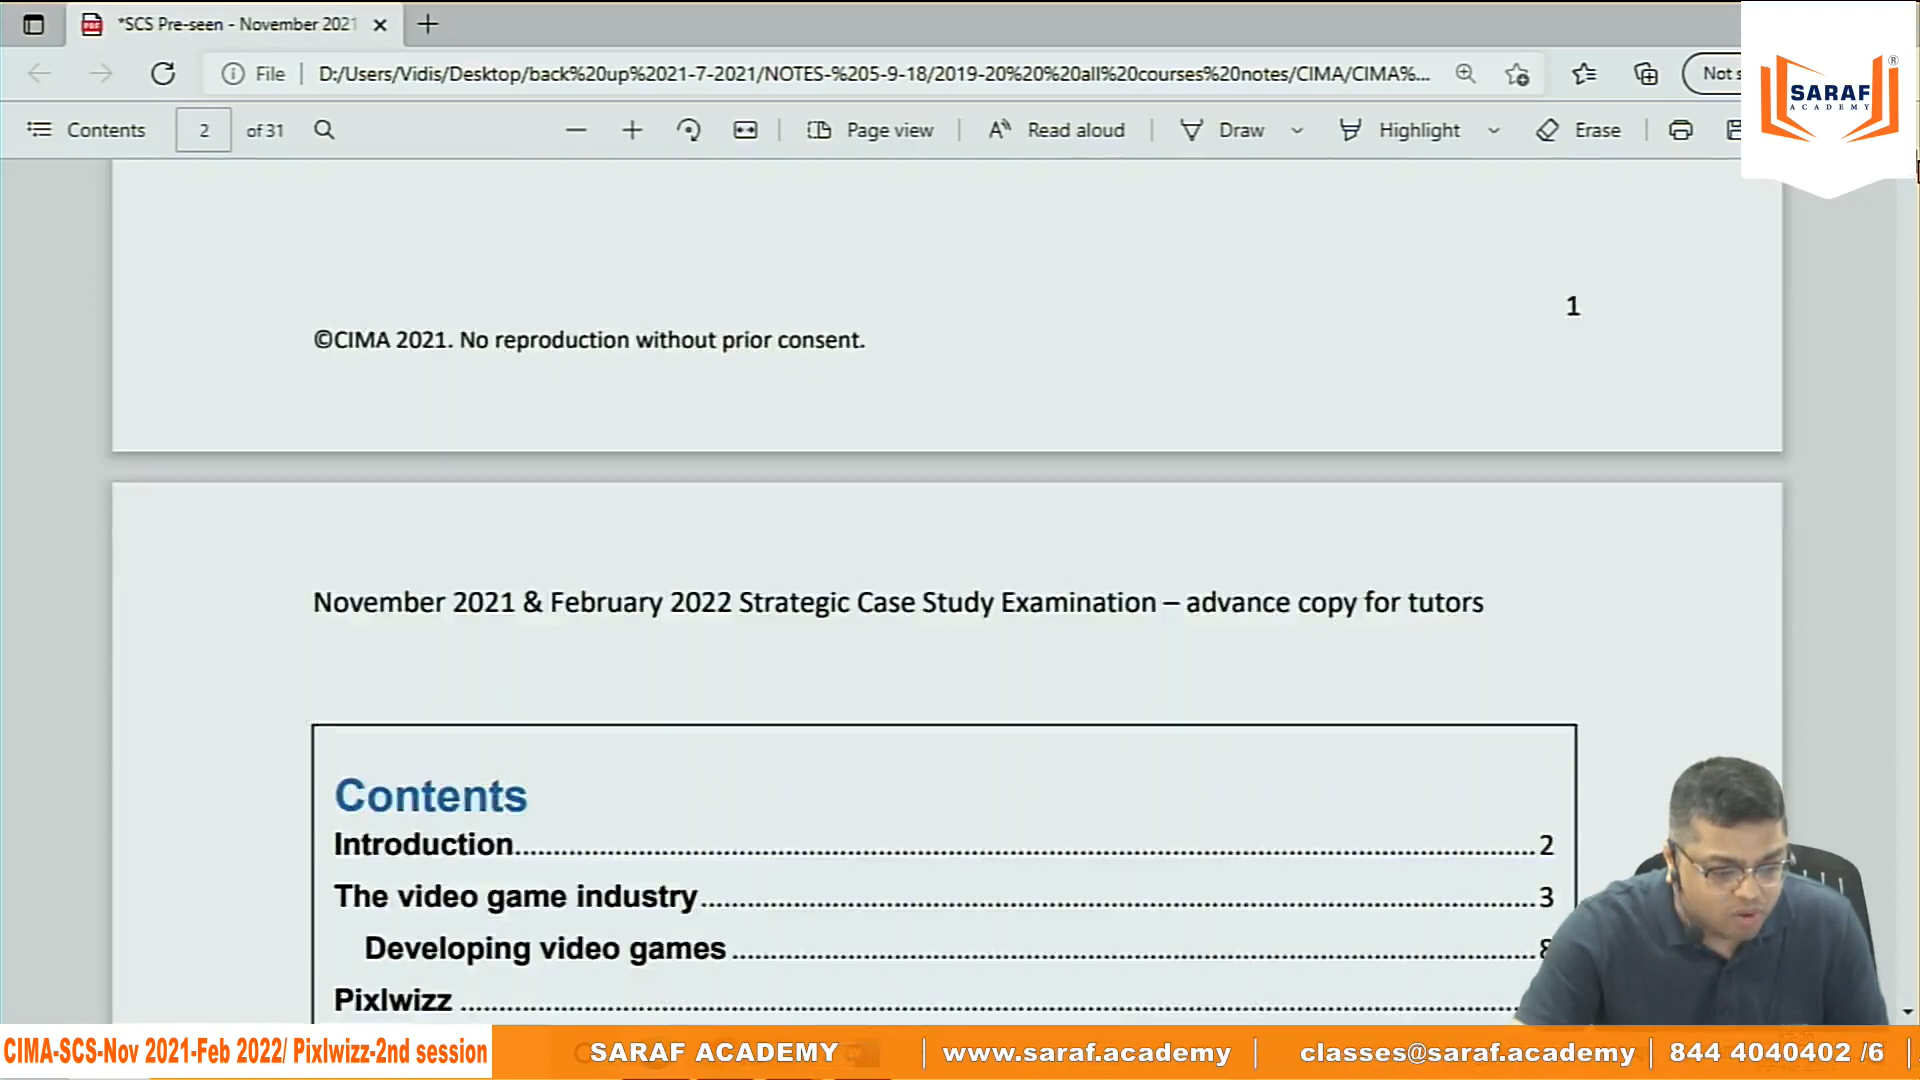 *SCS Pre-seen - November 2021
File
D:/Users/Vidis/Desktop/back%20up%2021-7-2021/NOTES-%205-9-18/2019-20%20%20all%20courses%20notes/CIMA/CIMA%...
Not s
Contents
2 of 31
Page view
Read aloud
Draw
Highlight
Erase
SARAF
ACADEMY
®
1
©CIMA 2021. No reproduction without prior consent.
November 2021 & February 2022 Strategic Case Study Examination – advance copy for tutors
Contents
Introduction 2
The video game industry 3
Developing video games 8
Pixlwizz
CIMA-SCS-Nov 2021-Feb 2022/ Pixlwizz-2nd session
SARAF ACADEMY | www.saraf.academy | classes@saraf.academy | 844 4040402 /6 |